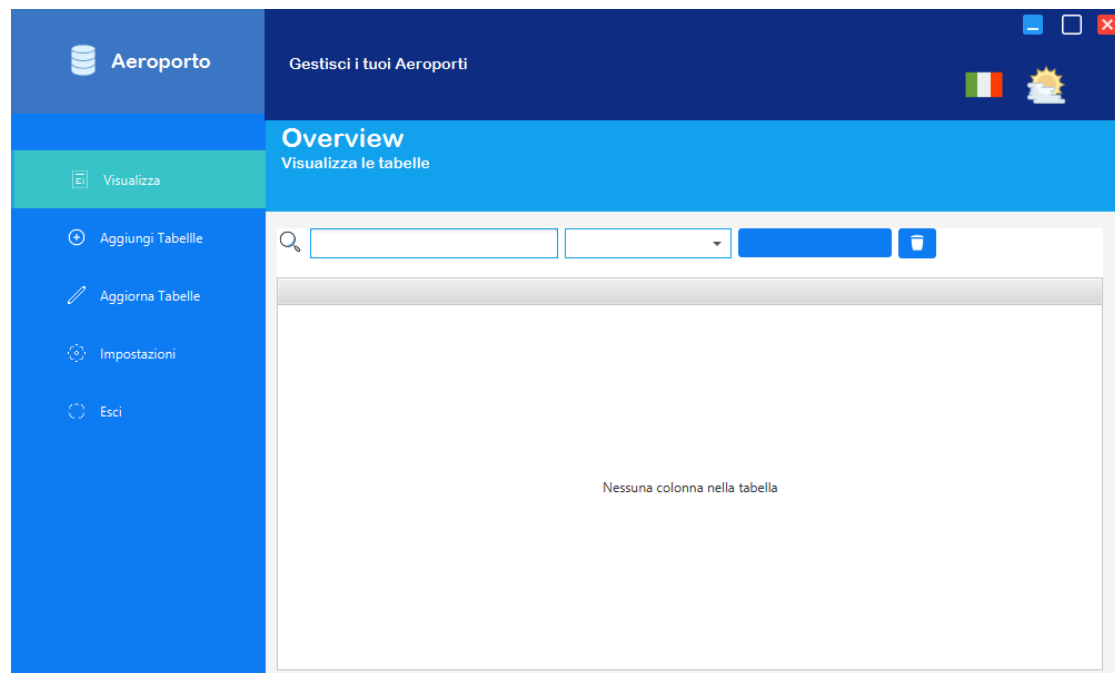 Aeroporto
Gestisci i tuoi Aeroporti
Overview
Visualizza le tabelle
Visualizza
Aggiungi Tabellle
Aggiorna Tabelle
Impostazioni
Esci
Nessuna colonna nella tabella